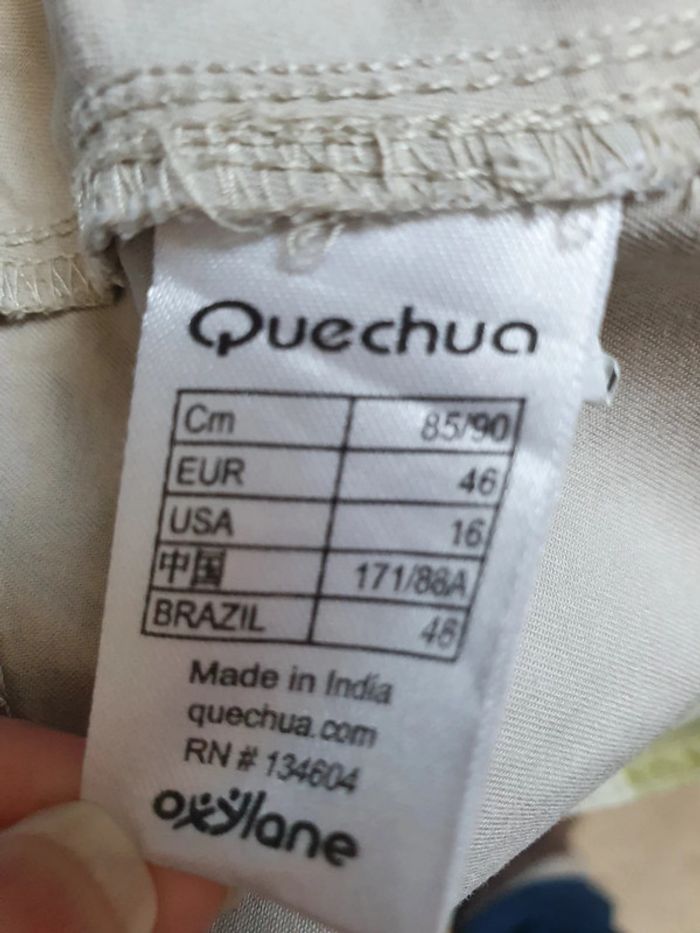 Quechua
Cm 85/90
EUR 46
USA 16
中国 171/88A
BRAZIL 46
Made in India
quechua.com
RN # 134604
oxylane